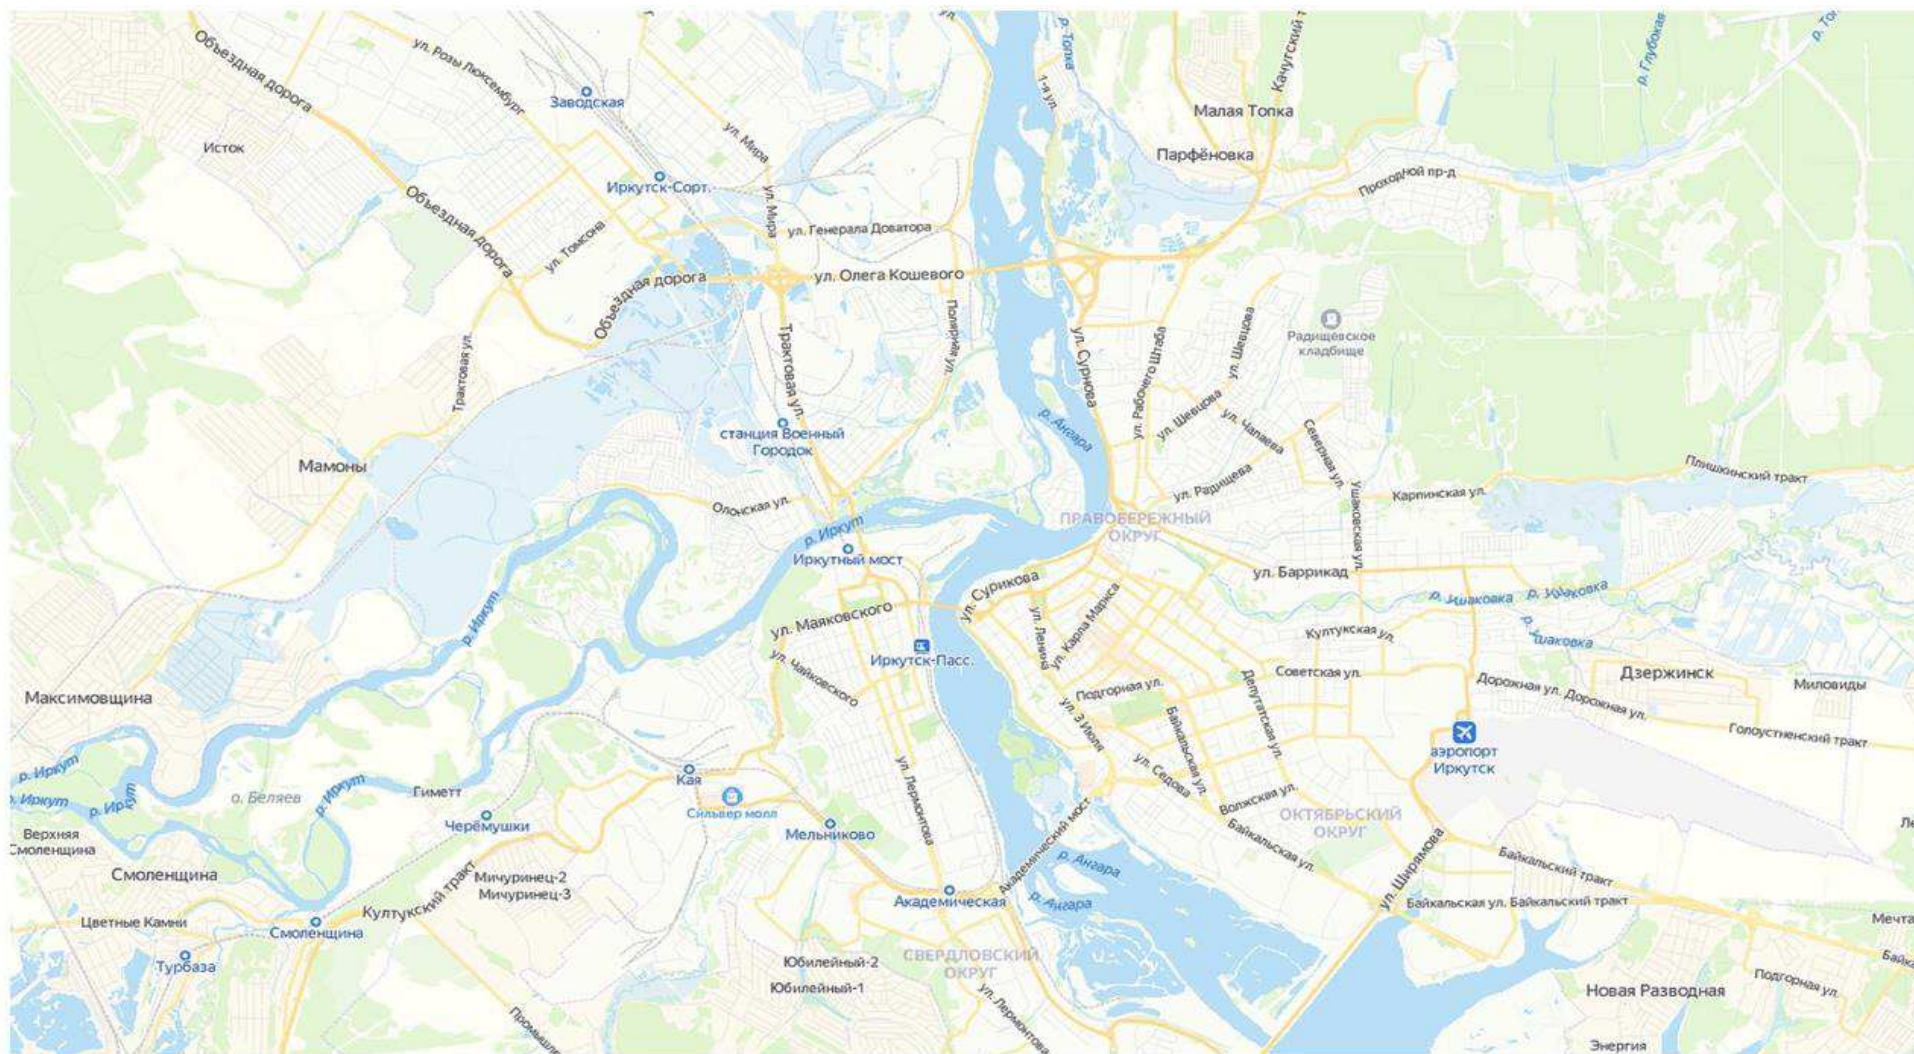 Объездная дорога
ул. Розы Люксембург
Заводская
ул. Мира
р. Топка
1-я ул.
Качугский т
Малая Топка
р. Глубокая
Исток
Иркутск-Сорт.
Парфёновка
Проходной пр-д
Объездная дорога
ул. Томсона
ул. Мира
ул. Генерала Доватора
Объездная дорога
ул. Олега Кошевого
Трактовая ул.
Трактовая ул.
Полярная ул.
ул. Сурнова
ул. Рабочего Штаба
ул. Шевцова
Радищевское
кладбище
ул. Шевцова
ул. Чапаева
р. Ангара
станция Военный
Городок
Мамоны
Северная ул.
ул. Радищева
Плишкинский тракт
Карпинская ул.
Ушаковская ул.
Олонская ул.
р. Иркут
ПРАВОБЕРЕЖНЫЙ
ОКРУГ
Иркутный мост
ул. Баррикад
р. Иркут
ул. Маяковского
ул. Сурикова
ул. Ленина
ул. Карла Маркса
р. Ушаковка
р. Ушаковка
р.
Ушаковка
Култукская ул.
Иркутск-Пасс.
ул. Чайковского
Советская ул.
Дзержинск
Дорожная ул.
Дорожная ул.
Миловиды
Максимовщина
Подгорная ул.
Депутатская ул.
ул. 3 Июля
Байкальская ул.
Голоустненский тракт
аэропорт
Иркутск
р. Иркут
р. Иркут
р. Иркут
о. Беляев
р. Иркут
Гиметт
Кая
Сильвер молл
ул. Лермонтова
ул. Седова
Волжская ул.
ОКТЯБРЬСКИЙ
ОКРУГ
Верхняя
Смоленщина
Черёмушки
Мельниково
Академический мост
Байкальская ул.
ул. Ширямова
Байкальский тракт
Смоленщина
Мичуринец-2
Мичуринец-3
р. Ангара
Култукский тракт
Академическая
р. Ангара
Байкальская ул.
Байкальский тракт
Цветные Камни
Смоленщина
Мечта
Турбаза
Юбилейный-2
СВЕРДЛОВСКИЙ
ОКРУГ
Байка
Подгорная ул.
Юбилейный-1
ул. Лермонтова
Новая Разводная
Промышле
Энергия